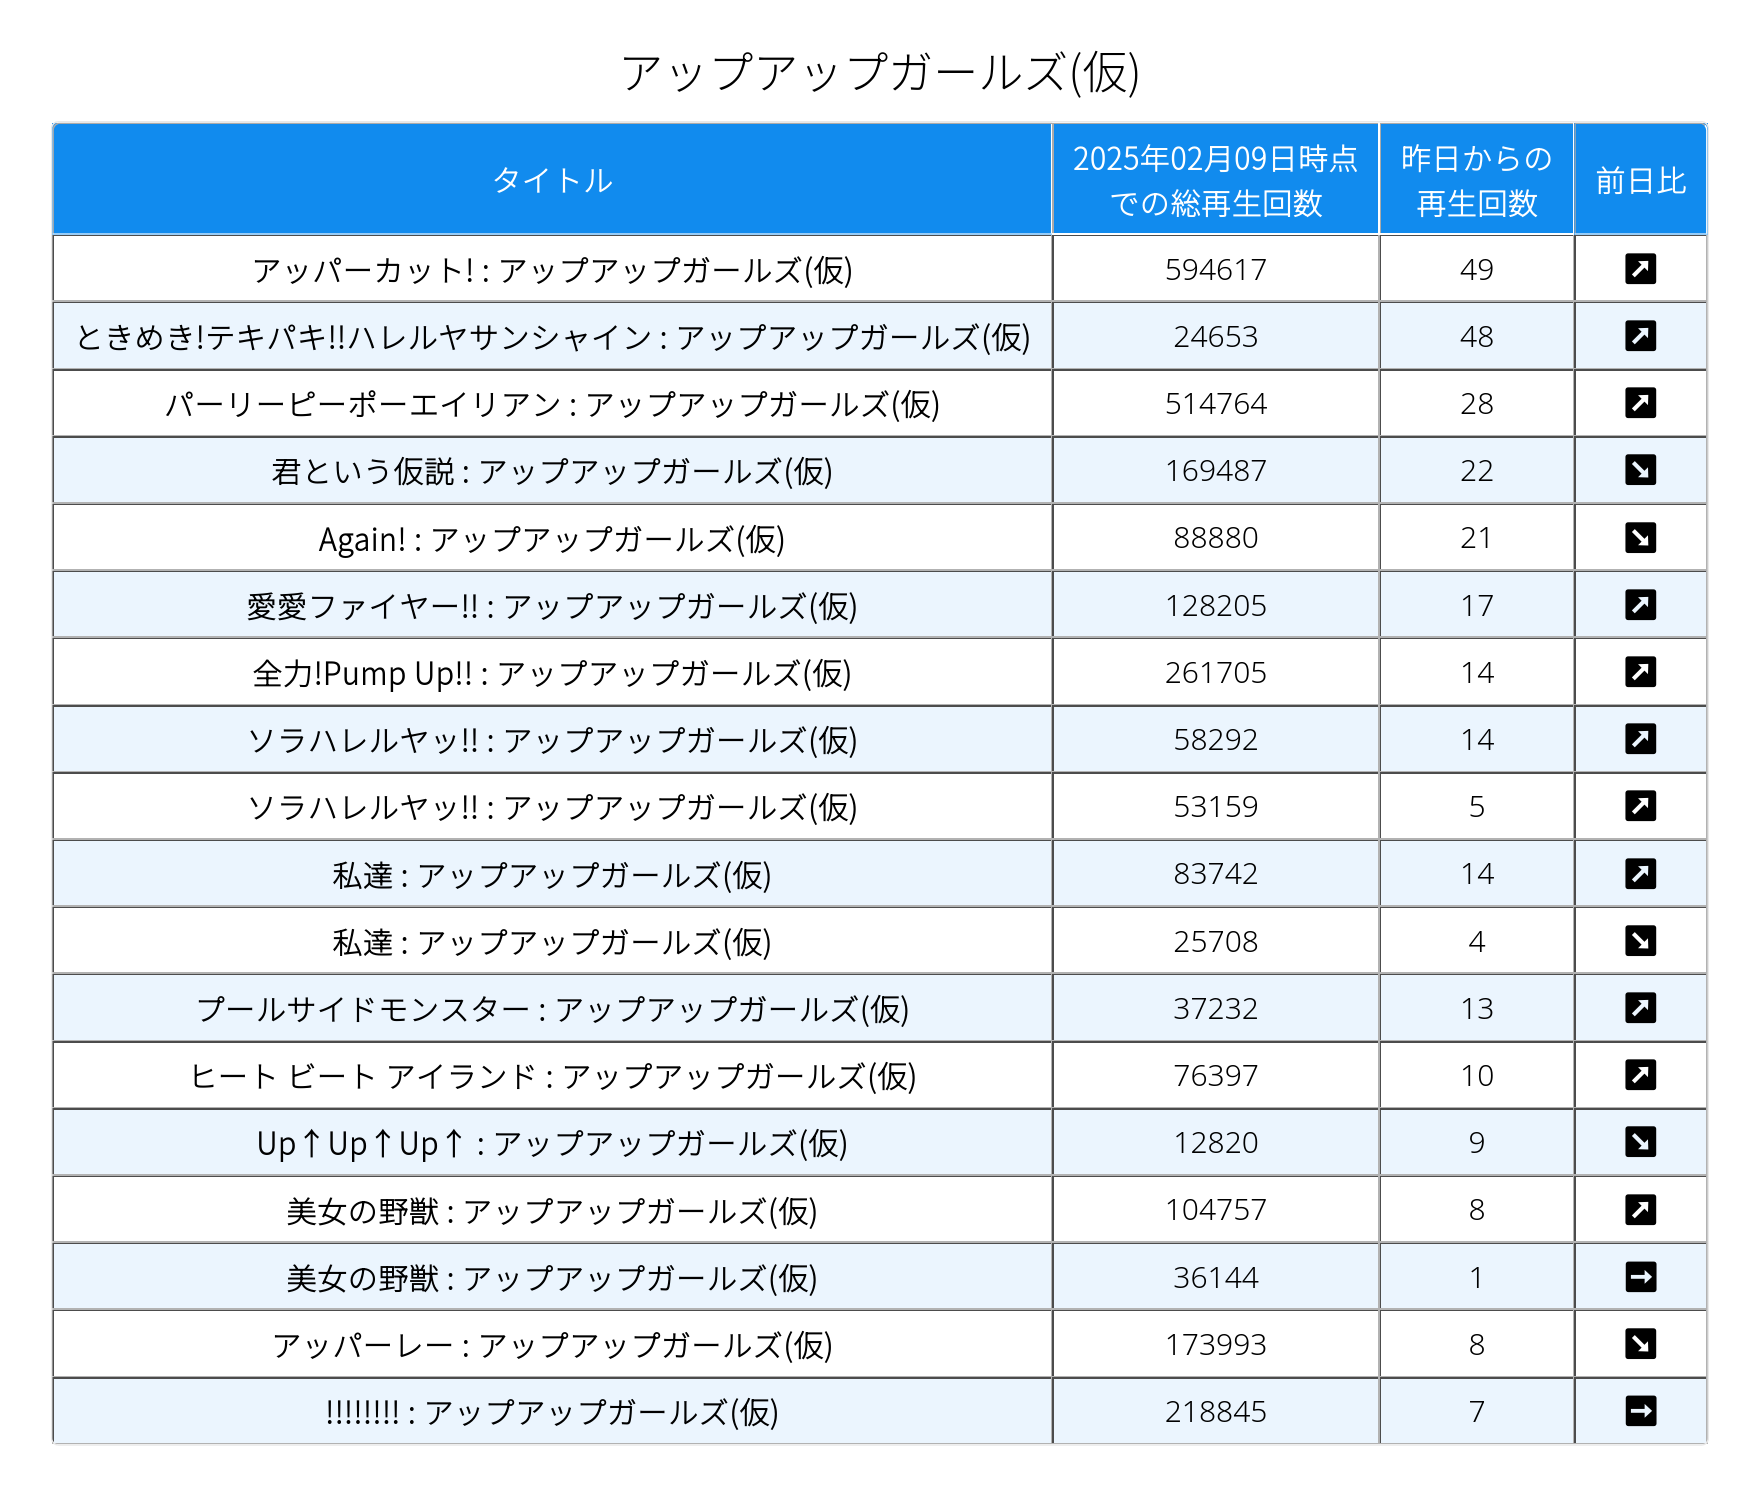 アップアップガールズ(仮)
タイトル 2025年02月09日時点での総再生回数 昨日からの再生回数 前日比
アッパーカット! : アップアップガールズ(仮) 594617 49 ↗
ときめき!テキパキ!!ハレルヤサンシャイン : アップアップガールズ(仮) 24653 48 ↗
パーリーピーポーエイリアン : アップアップガールズ(仮) 514764 28 ↗
君という仮説 : アップアップガールズ(仮) 169487 22 ↘
Again! : アップアップガールズ(仮) 88880 21 ↘
愛愛ファイヤー!! : アップアップガールズ(仮) 128205 17 ↗
全力!Pump Up!! : アップアップガールズ(仮) 261705 14 ↗
ソラハレルヤッ!! : アップアップガールズ(仮) 58292 14 ↗
ソラハレルヤッ!! : アップアップガールズ(仮) 53159 5 ↗
私達 : アップアップガールズ(仮) 83742 14 ↗
私達 : アップアップガールズ(仮) 25708 4 ↘
プールサイドモンスター : アップアップガールズ(仮) 37232 13 ↗
ヒート ビート アイランド : アップアップガールズ(仮) 76397 10 ↗
Up↑Up↑Up↑ : アップアップガールズ(仮) 12820 9 ↘
美女の野獣 : アップアップガールズ(仮) 104757 8 ↗
美女の野獣 : アップアップガールズ(仮) 36144 1 →
アッパーレー : アップアップガールズ(仮) 173993 8 ↘
!!!!!!!! : アップアップガールズ(仮) 218845 7 →